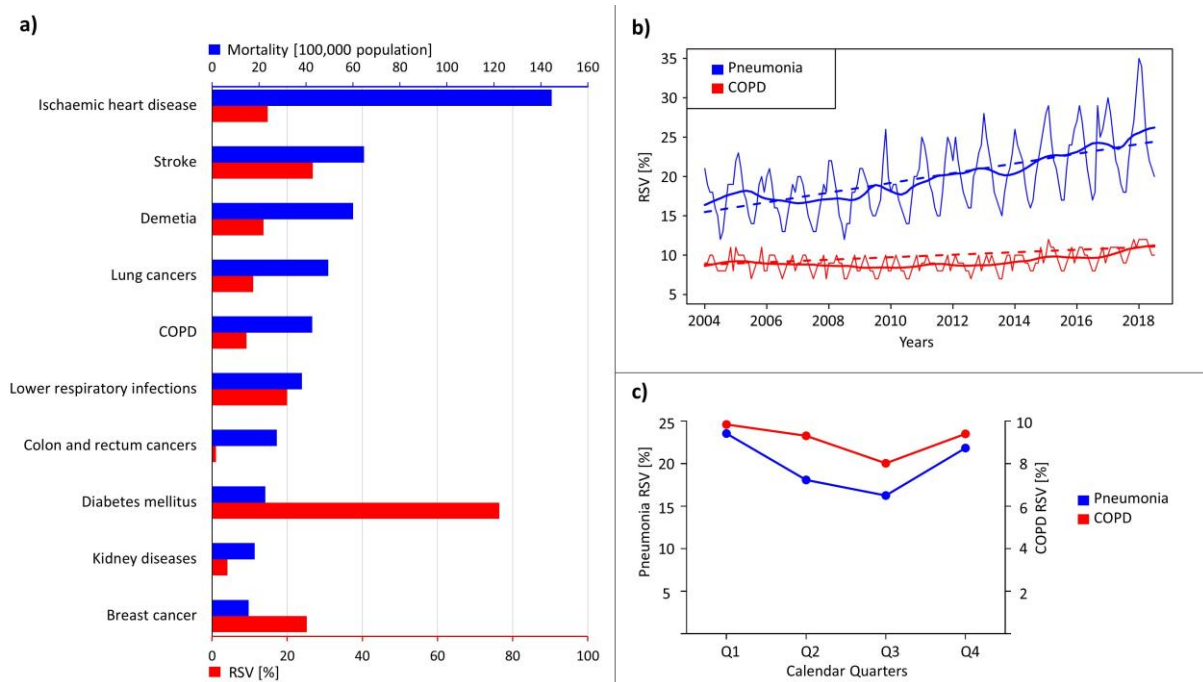 a)
Mortality [100,000 population]
0 20 40 60 80 100 120 140 160
Ischaemic heart disease
Stroke
Demetia
Lung cancers
COPD
Lower respiratory infections
Colon and rectum cancers
Diabetes mellitus
Kidney diseases
Breast cancer
0 20 40 60 80 100
RSV [%]
b)
Pneumonia
COPD
RSV [%]
35
30
25
20
15
10
5
2004 2006 2008 2010 2012 2014 2016 2018
Years
c)
Pneumonia RSV [%]
25
20
15
10
5
10
8
6
4
2
COPD RSV [%]
Pneumonia
COPD
Q1 Q2 Q3 Q4
Calendar Quarters